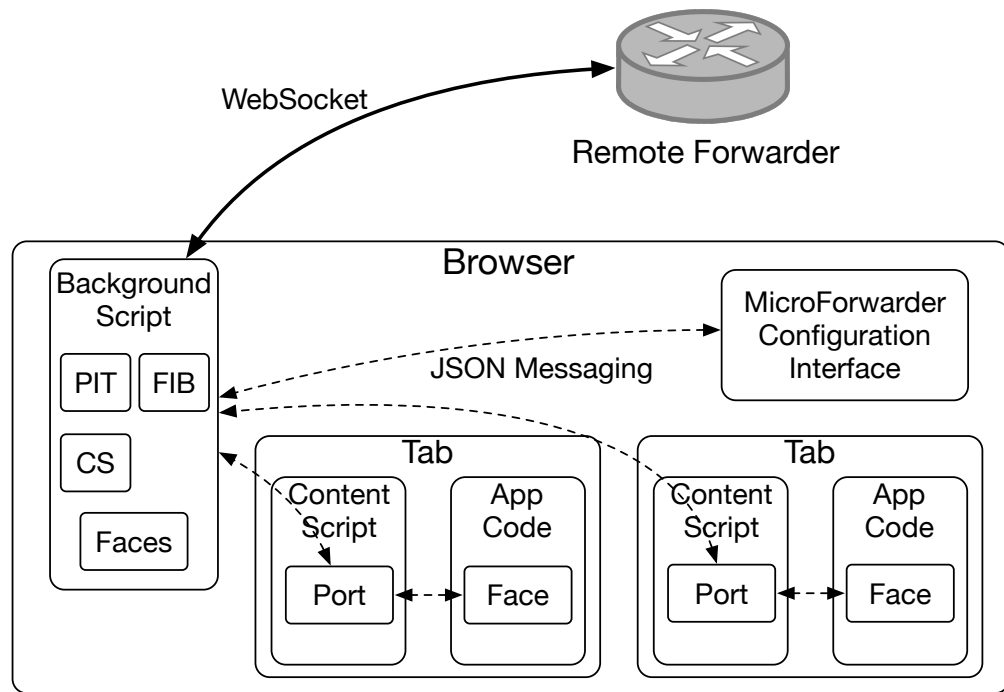 WebSocket
Remote Forwarder
Browser
Background
Script
PIT
FIB
CS
Faces
MicroForwarder
Configuration
Interface
JSON Messaging
Tab
Content
Script
Port
App
Code
Face
Tab
Content
Script
Port
App
Code
Face